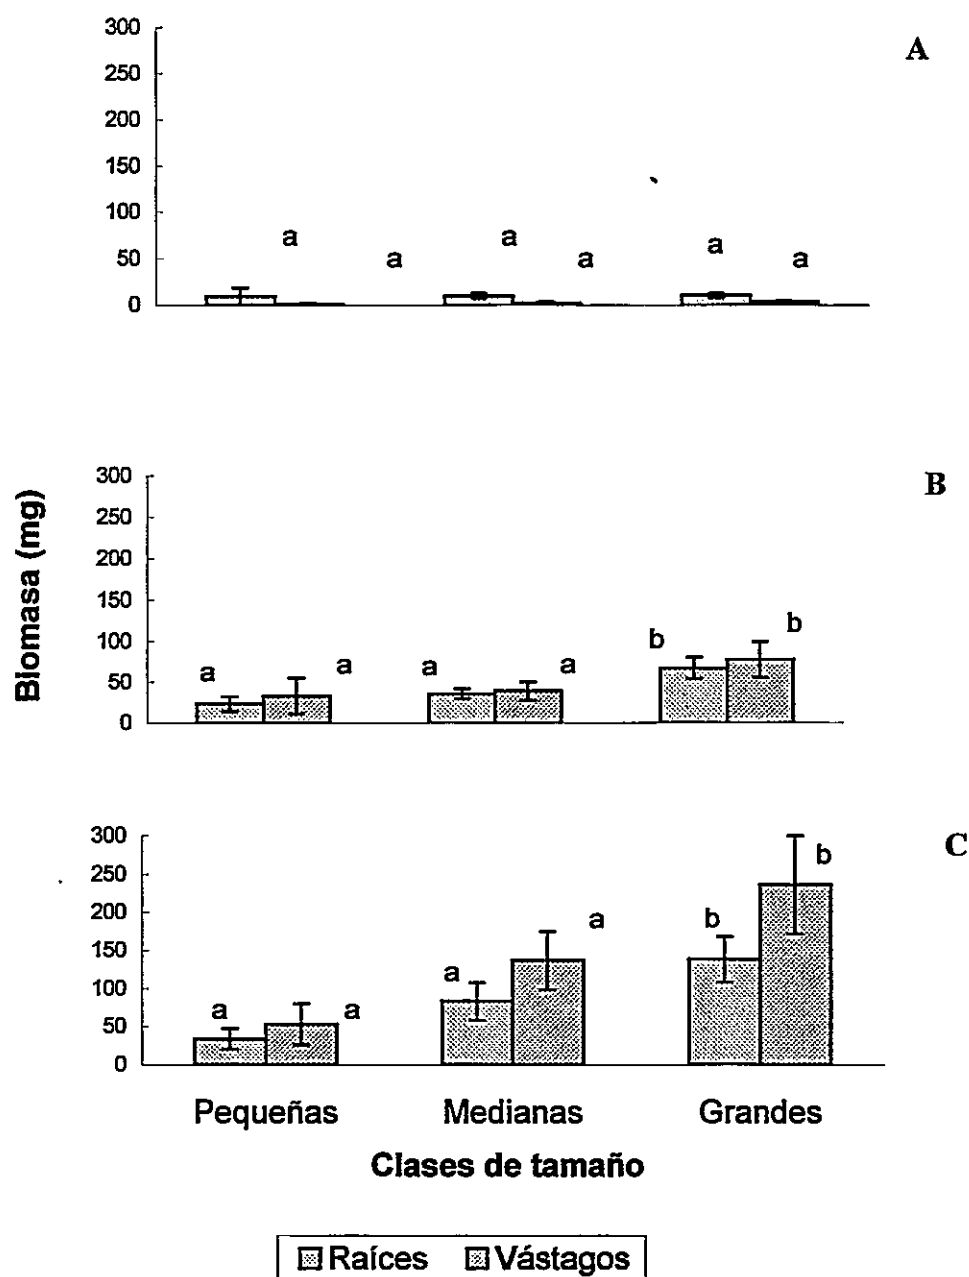 300
A
250
200
150
100
a a a a a a
50
0
Biomasa (mg)
300
B
250
200
150
100
b b
a a a a
50
0
300
C
b
250
200
a b
150
a
100
a a
50
0
Pequeñas Medianas Grandes
Clases de tamaño
Raíces Vástagos